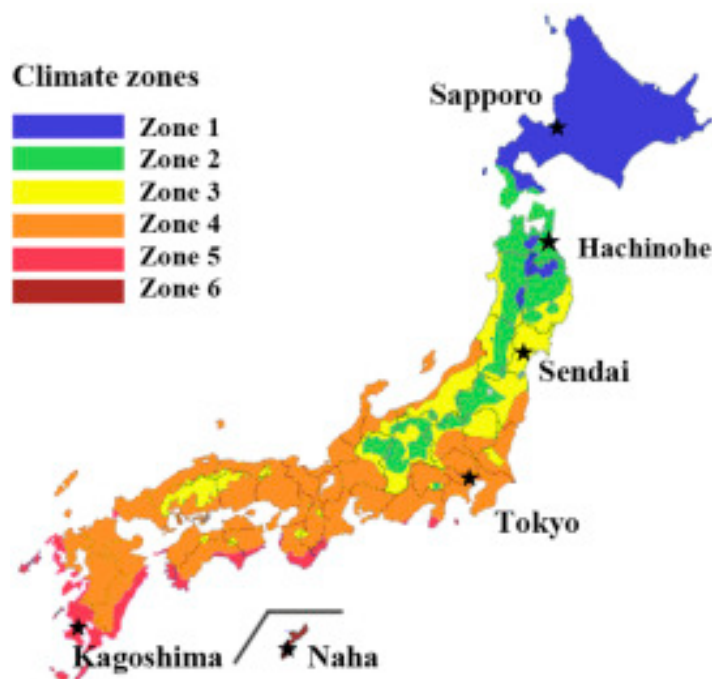 Climate zones
Zone 1
Zone 2
Zone 3
Zone 4
Zone 5
Zone 6
Sapporo
Hachinohe
Sendai
Tokyo
Kagoshima
Naha